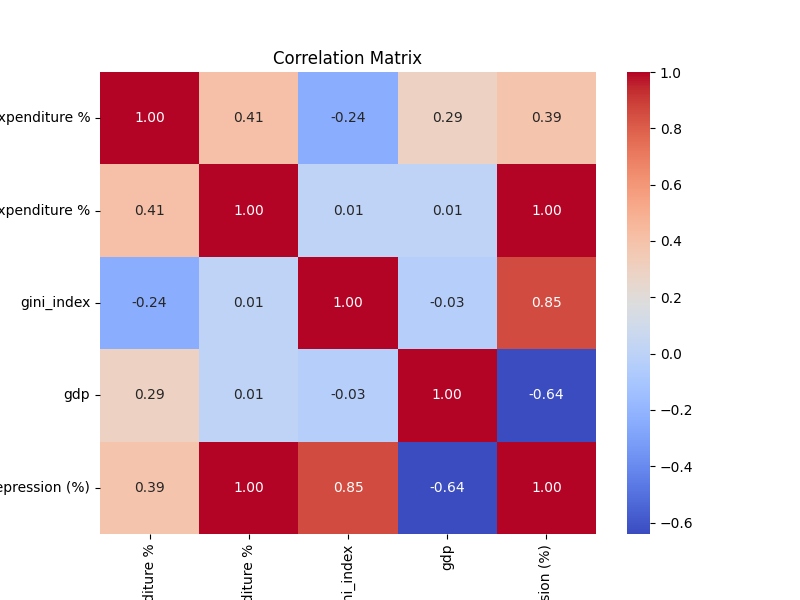 Correlation Matrix
xpenditure % 1.00 0.41 -0.24 0.29 0.39
xpenditure % 0.41 1.00 0.01 0.01 1.00
gini_index -0.24 0.01 1.00 -0.03 0.85
gdp 0.29 0.01 -0.03 1.00 -0.64
epression (%) 0.39 1.00 0.85 -0.64 1.00
diture %
diture %
ni_index
gdp
sion (%)
1.0
0.8
0.6
0.4
0.2
0.0
−0.2
−0.4
−0.6